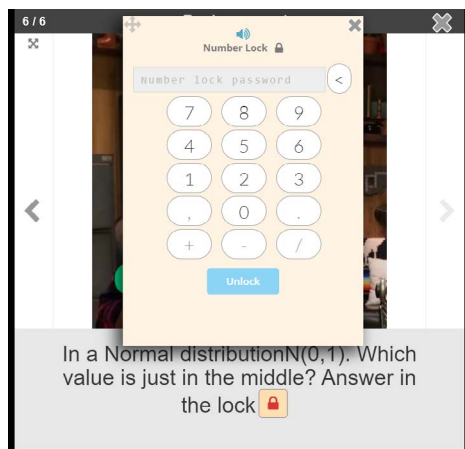 6 / 6
Number Lock
Number lock password
<
7 8 9
4 5 6
1 2 3
, 0 .
+ - /
Unlock
In a Normal distributionN(0,1). Which
value is just in the middle? Answer in
the lock